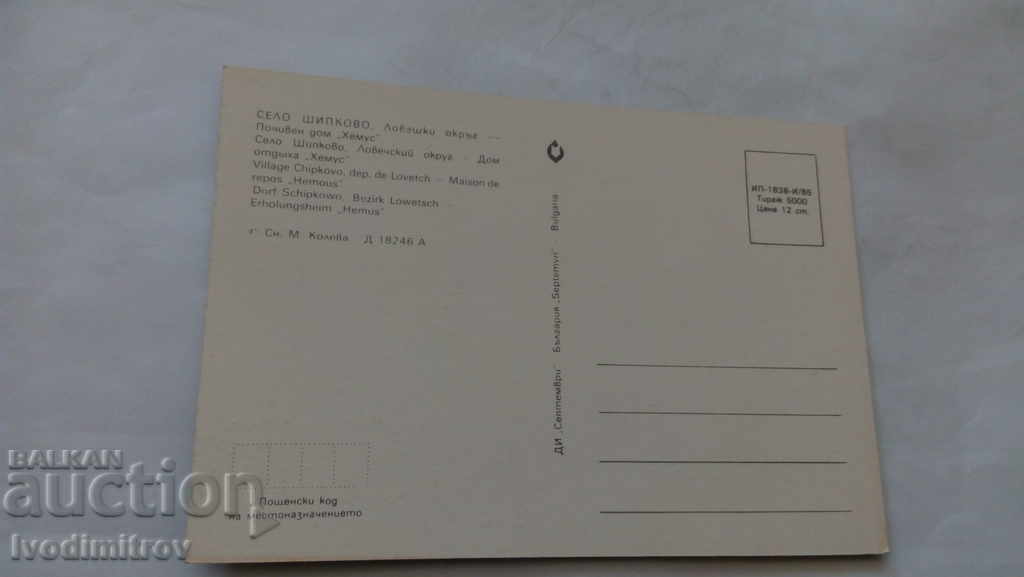 СЕЛО ШИПКОВО, Ловешки окръг —
Почивен дом „Хемус"
Село Шипково, Ловечский округ - Дом
отдыха „Хемус"
Village Chipkovo, dep. de Lovetch — Maison de
repos „Hemous"
Dorf Schipkowo, Bezirk Lowetsch -
Erholungsheim „Hemus"
Сн. М. Колева Д 18246 А
ДИ „Септември" България „Septemvri" Bulgaria
ИП-1838-И/86
Тираж 5000
Цена 12 ст.
Пощенски код
на местоназначението
BALKAN
auction
Ivodimitrov